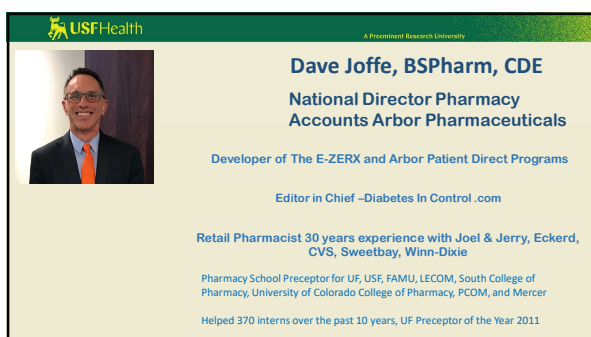 USFHealth
A Preeminent Research University
Dave Joffe, BSPharm, CDE
National Director Pharmacy
Accounts Arbor Pharmaceuticals
Developer of The E-ZERX and Arbor Patient Direct Programs
Editor in Chief –Diabetes In Control .com
Retail Pharmacist 30 years experience with Joel & Jerry, Eckerd,
CVS, Sweetbay, Winn-Dixie
Pharmacy School Preceptor for UF, USF, FAMU, LECOM, South College of
Pharmacy, University of Colorado College of Pharmacy, PCOM, and Mercer
Helped 370 interns over the past 10 years, UF Preceptor of the Year 2011